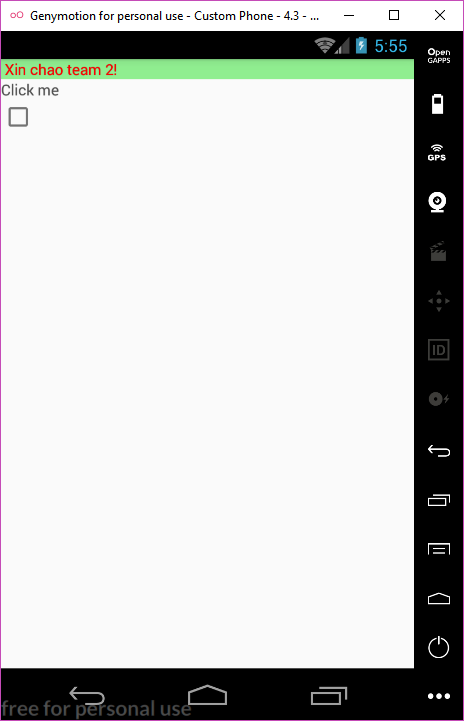 Genymotion for personal use - Custom Phone - 4.3 - ...
5:55
Open
GAPPS
Xin chao team 2!
Click me
GPS
ID
free for personal use